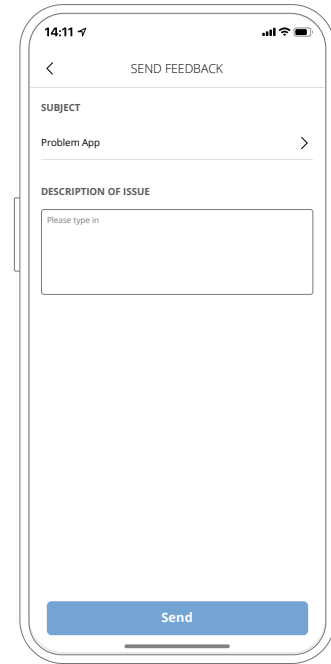 14:11
SEND FEEDBACK
SUBJECT
Problem App
DESCRIPTION OF ISSUE
Please type in
Send